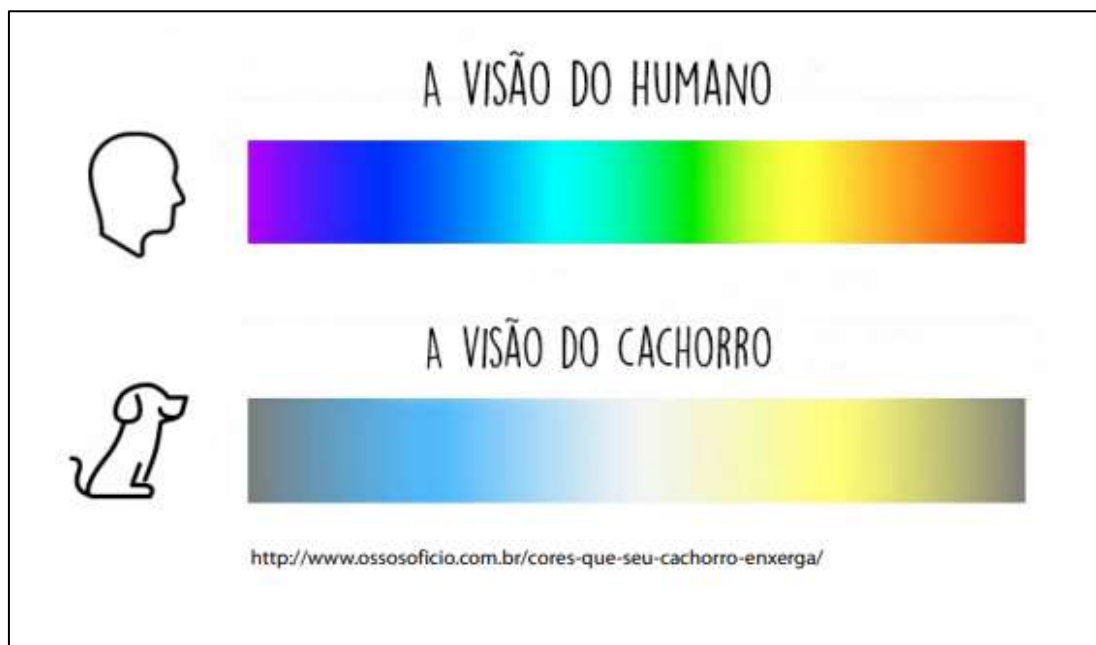 A VISÃO DO HUMANO
A VISÃO DO CACHORRO
http://www.ossosoficio.com.br/cores-que-seu-cachorro-enxerga/